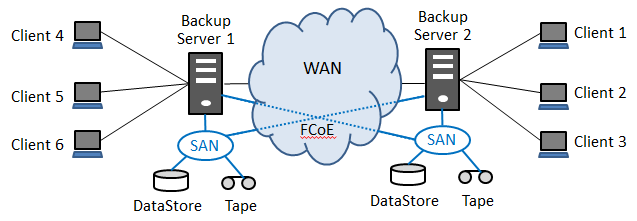 Backup
Server 1
Backup
Server 2
Client 4
Client 5
Client 6
WAN
FCoE
Client 1
Client 2
Client 3
SAN
SAN
DataStore
Tape
DataStore
Tape